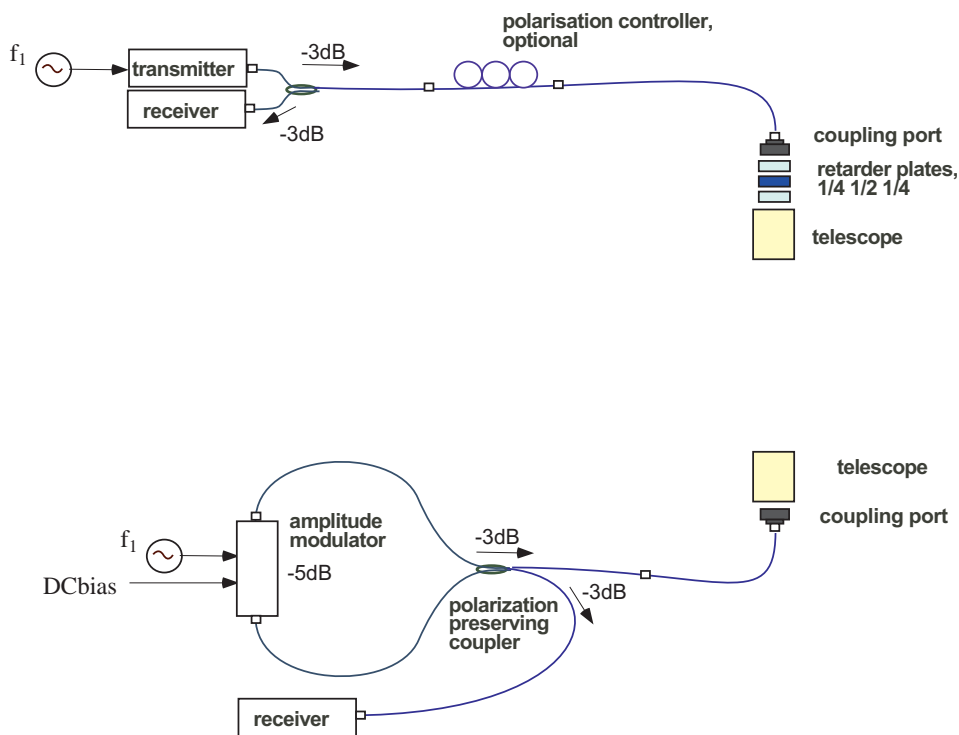 polarisation controller,
optional
f1
-3dB
transmitter
receiver
-3dB
coupling port
retarder plates,
1/4 1/2 1/4
telescope
telescope
coupling port
amplitude
modulator
f1
-3dB
-5dB
DCbias
-3dB
polarization
preserving
coupler
receiver